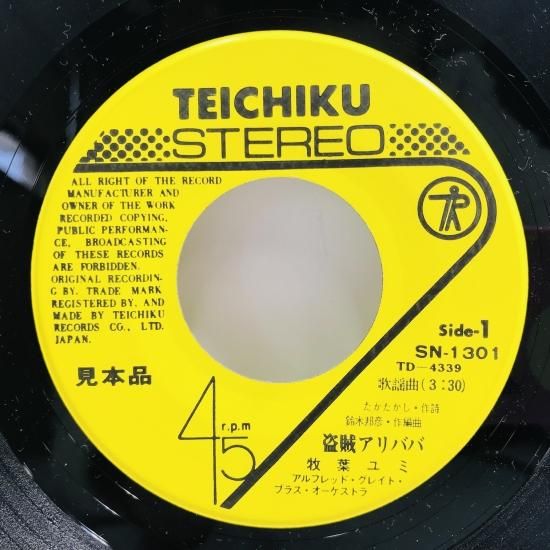 TEICHIKU
STEREO
ALL RIGHT OF THE RECORD
MANUFACTURER AND
OWNER OF THE WORK
RECORDED COPYING,
PUBLIC PERFORMAN-
CE, BROADCASTING
OF THESE RECORDS
ARE FORBIDDEN.
ORIGINAL RECORDIN-
G BY. TRADE MARK
REGISTERED BY. AND
MADE BY TEICHIKU
RECORDS CO., LTD.
JAPAN.
見本品
45 r.p.m
Side-1
SN-1301
TD-4339
歌謡曲(3:30)
たかたかし・作詩
鈴木邦彦・作編曲
盗賊アリババ
牧葉ユミ
アルフレッド・グレイト・
ブラス・オーケストラ